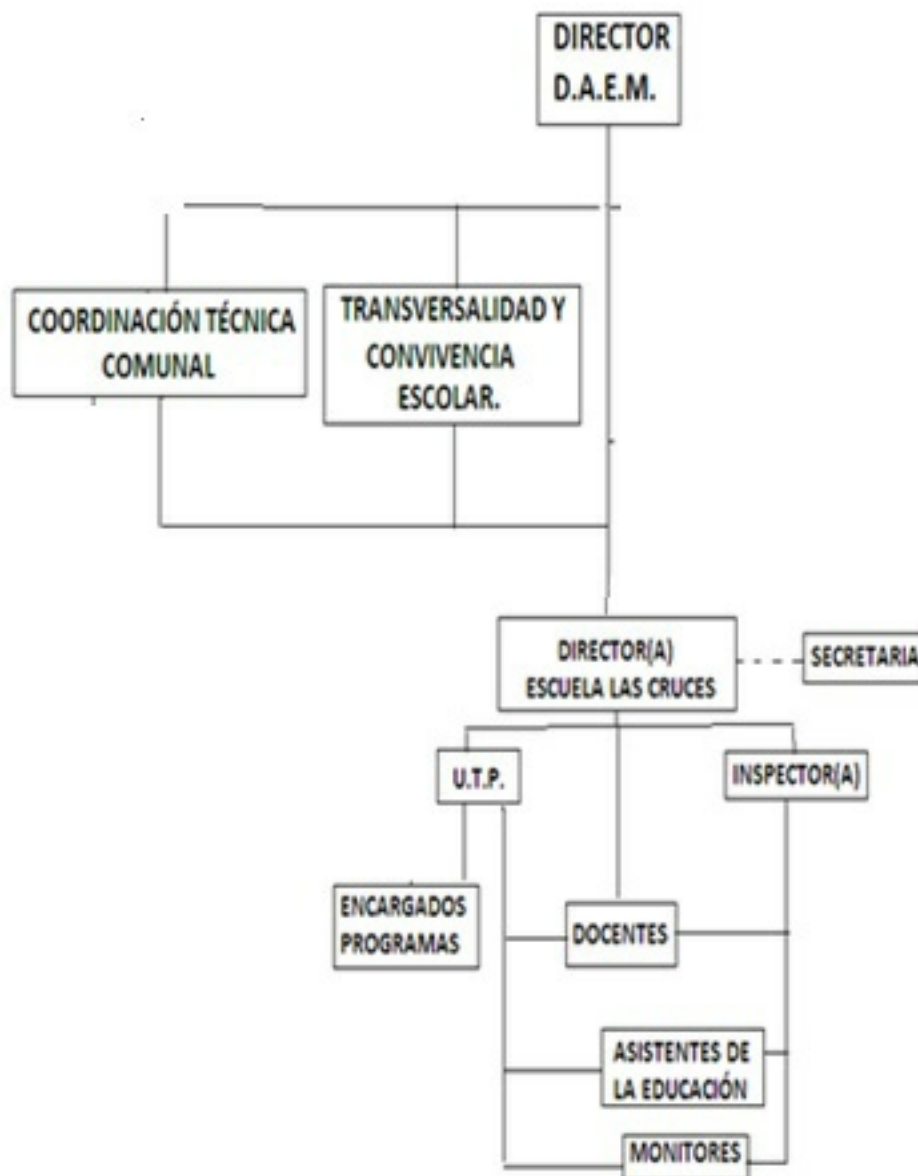 DIRECTOR
D.A.E.M.
COORDINACIÓN TÉCNICA
COMUNAL
TRANSVERSALIDAD Y
CONVIVENCIA
ESCOLAR.
DIRECTOR(A)
ESCUELA LAS CRUCES
SECRETARIA
U.T.P.
INSPECTOR(A)
ENCARGADOS
PROGRAMAS
DOCENTES
ASISTENTES DE
LA EDUCACIÓN
MONITORES